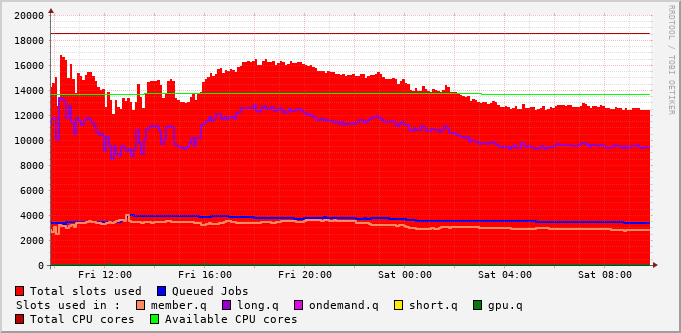 20000
18000
16000
14000
12000
10000
8000
6000
4000
2000
0
Fri 12:00 Fri 16:00 Fri 20:00 Sat 00:00 Sat 04:00 Sat 08:00
Total slots used Queued Jobs
Slots used in : member.q long.q ondemand.q short.q gpu.q
Total CPU cores Available CPU cores
RRDTOOL / TOBI OETIKER